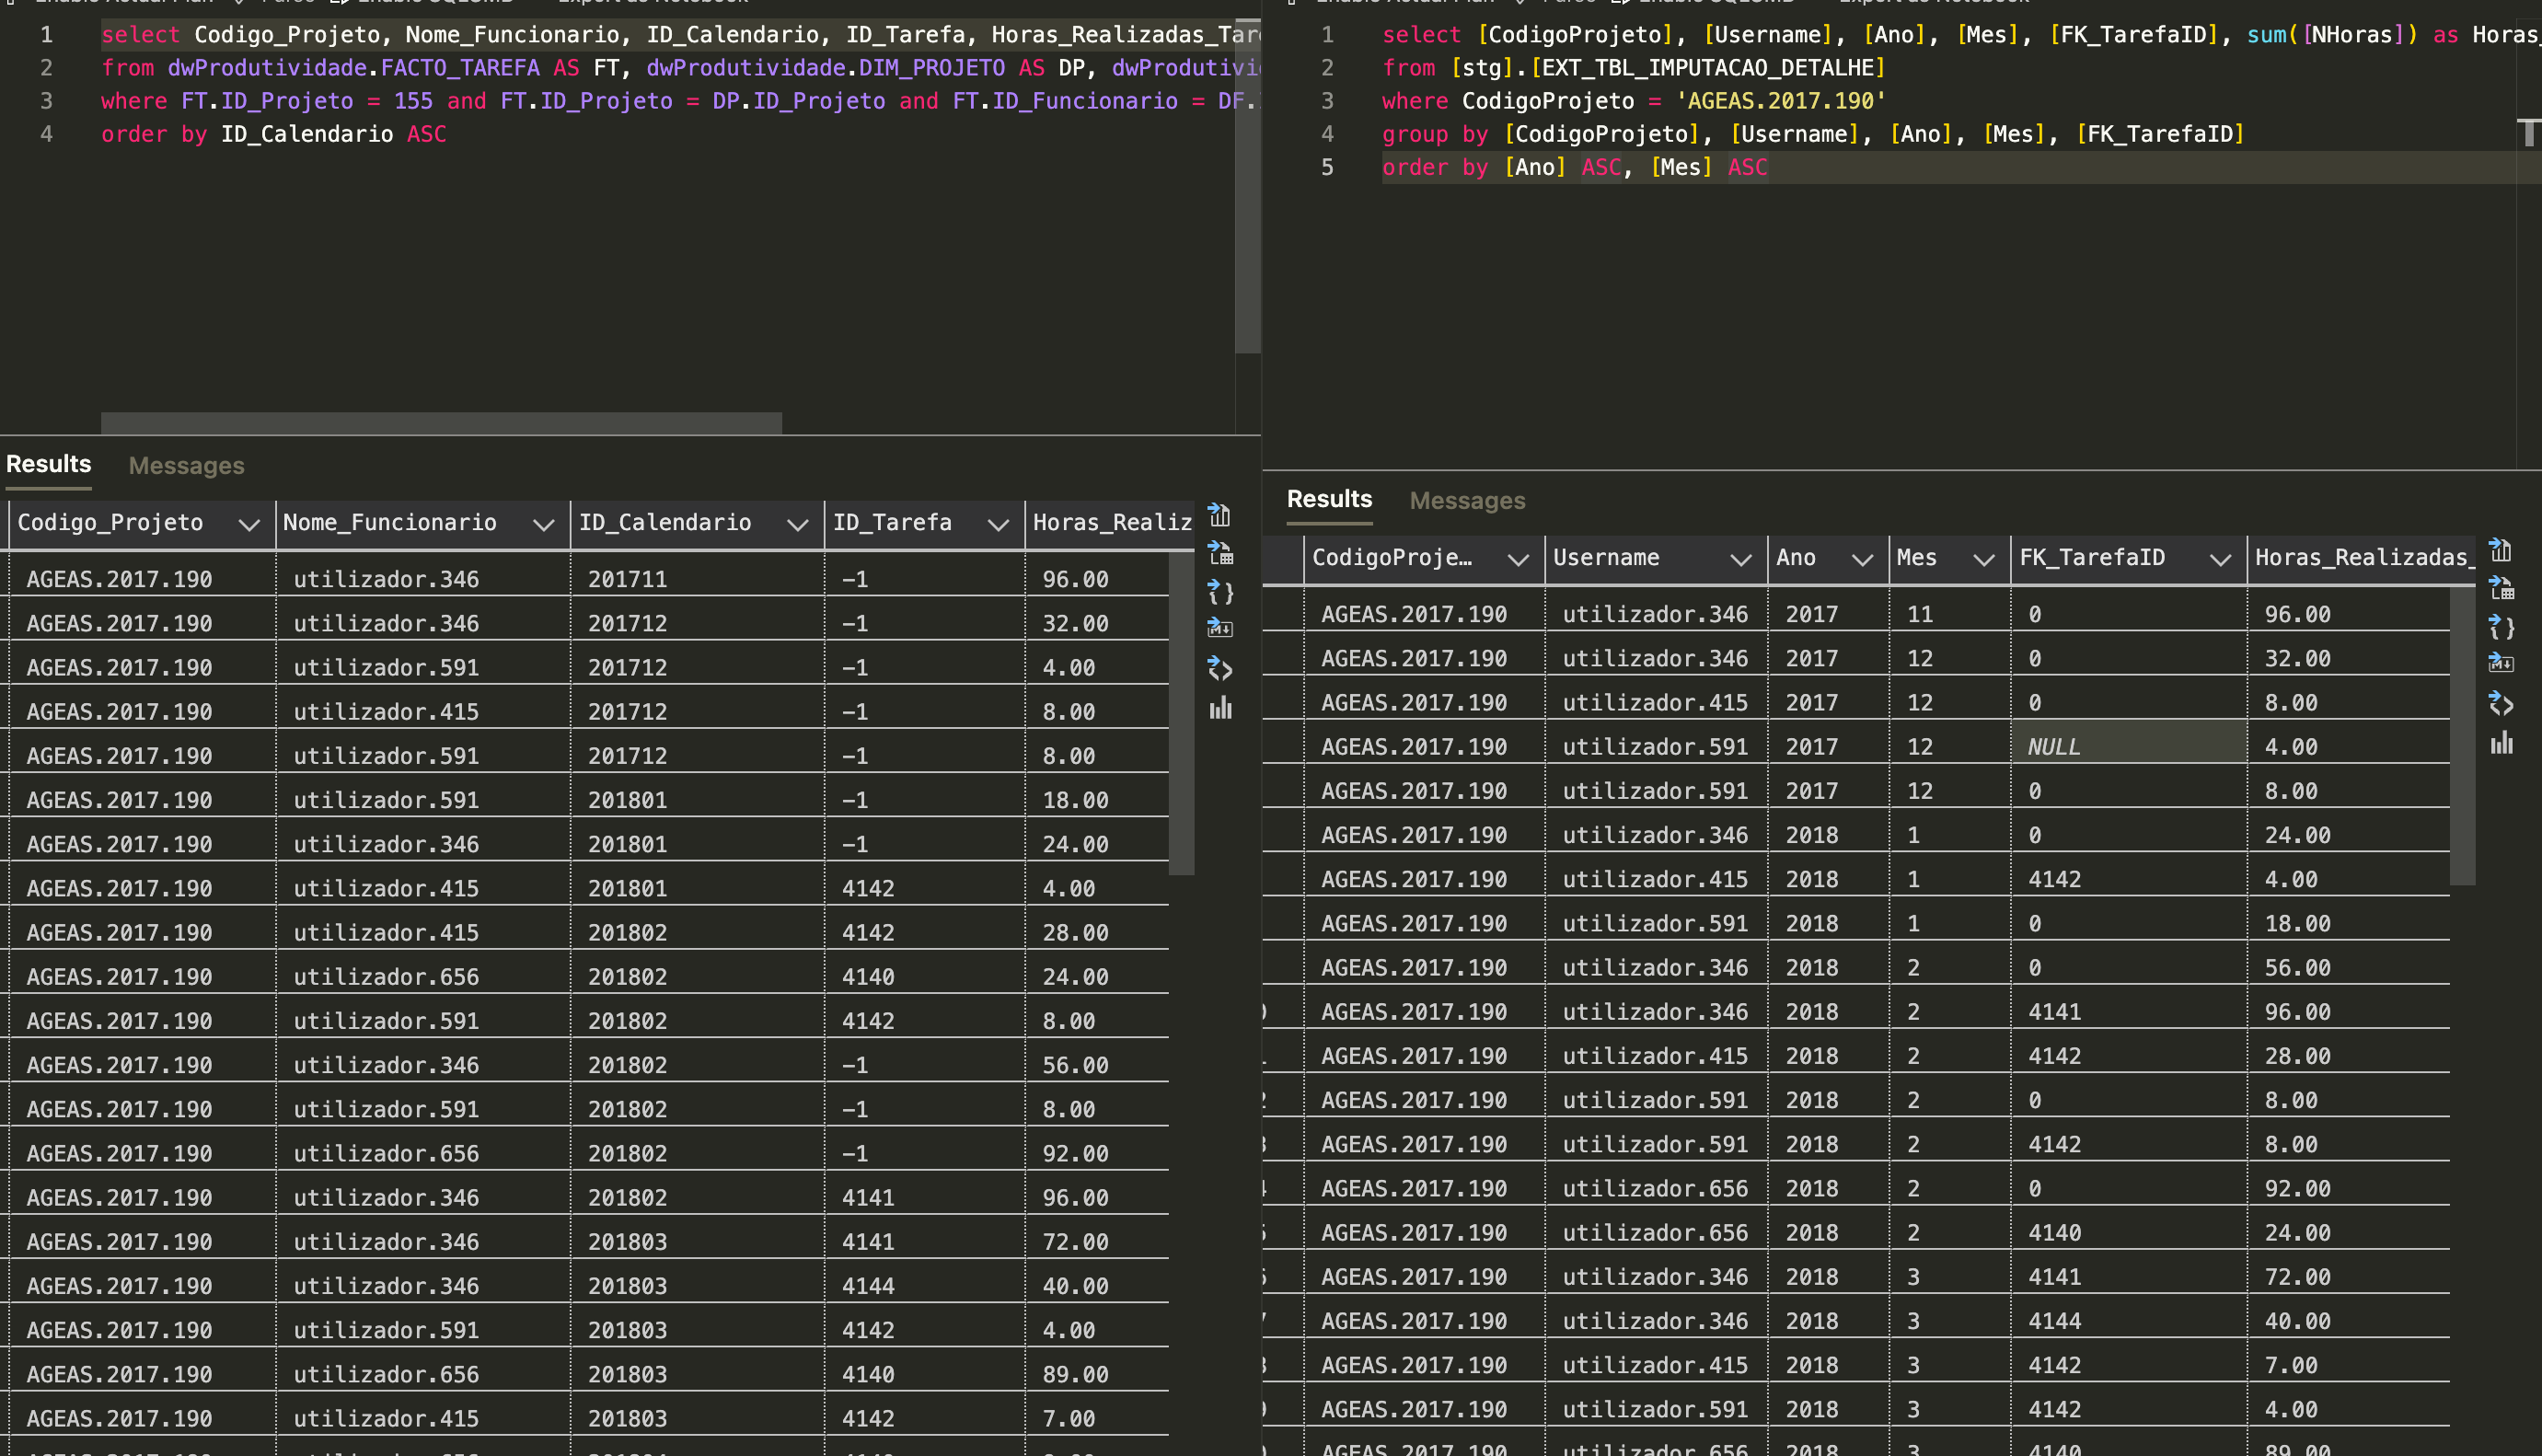 1 select Codigo_Projeto, Nome_Funcionario, ID_Calendario, ID_Tarefa, Horas_Realizadas_Tar
2 from dwProdutividade.FACTO_TAREFA AS FT, dwProdutividade.DIM_PROJETO AS DP,
3 where FT.ID_Projeto = 155 and FT.ID_Projeto = DP.ID_Projeto and FT.ID_Funcionario = DF.
4 order by ID_Calendario ASC
Results Messages
Codigo_Projeto Nome_Funcionario ID_Calendario ID_Tarefa Horas_Realiz
AGEAS.2017.190 utilizador.346 201711 -1 96.00
AGEAS.2017.190 utilizador.346 201712 -1 32.00
AGEAS.2017.190 utilizador.591 201712 -1 4.00
AGEAS.2017.190 utilizador.415 201712 -1 8.00
AGEAS.2017.190 utilizador.591 201712 -1 8.00
AGEAS.2017.190 utilizador.591 201801 -1 18.00
AGEAS.2017.190 utilizador.346 201801 -1 24.00
AGEAS.2017.190 utilizador.415 201801 4142 4.00
AGEAS.2017.190 utilizador.415 201802 4142 28.00
AGEAS.2017.190 utilizador.656 201802 4140 24.00
AGEAS.2017.190 utilizador.591 201802 4142 8.00
AGEAS.2017.190 utilizador.346 201802 -1 56.00
AGEAS.2017.190 utilizador.591 201802 -1 8.00
AGEAS.2017.190 utilizador.656 201802 -1 92.00
AGEAS.2017.190 utilizador.346 201802 4141 96.00
AGEAS.2017.190 utilizador.346 201803 4141 72.00
AGEAS.2017.190 utilizador.346 201803 4144 40.00
AGEAS.2017.190 utilizador.591 201803 4142 4.00
AGEAS.2017.190 utilizador.656 201803 4140 89.00
AGEAS.2017.190 utilizador.415 201803 4142 7.00
1 select [CodigoProjeto], [Username], [Ano], [Mes], [FK_TarefaID], sum([NHoras]) as Horas_
2 from [stg].[EXT_TBL_IMPUTACAO_DETALHE]
3 where CodigoProjeto = 'AGEAS.2017.190'
4 group by [CodigoProjeto], [Username], [Ano], [Mes], [FK_TarefaID]
5 order by [Ano] ASC, [Mes] ASC
Results Messages
CodigoProje… Username Ano Mes FK_TarefaID Horas_Realizadas_
AGEAS.2017.190 utilizador.346 2017 11 0 96.00
AGEAS.2017.190 utilizador.346 2017 12 0 32.00
AGEAS.2017.190 utilizador.415 2017 12 0 8.00
AGEAS.2017.190 utilizador.591 2017 12 NULL 4.00
AGEAS.2017.190 utilizador.591 2017 12 0 8.00
AGEAS.2017.190 utilizador.346 2018 1 0 24.00
AGEAS.2017.190 utilizador.415 2018 1 4142 4.00
AGEAS.2017.190 utilizador.591 2018 1 0 18.00
AGEAS.2017.190 utilizador.346 2018 2 0 56.00
AGEAS.2017.190 utilizador.346 2018 2 4141 96.00
AGEAS.2017.190 utilizador.415 2018 2 4142 28.00
AGEAS.2017.190 utilizador.591 2018 2 0 8.00
AGEAS.2017.190 utilizador.591 2018 2 4142 8.00
AGEAS.2017.190 utilizador.656 2018 2 0 92.00
AGEAS.2017.190 utilizador.656 2018 2 4140 24.00
AGEAS.2017.190 utilizador.346 2018 3 4141 72.00
AGEAS.2017.190 utilizador.346 2018 3 4144 40.00
AGEAS.2017.190 utilizador.415 2018 3 4142 7.00
AGEAS.2017.190 utilizador.591 2018 3 4142 4.00
AGEAS.2017.190 utilizador.656 2018 3 4140 89.00